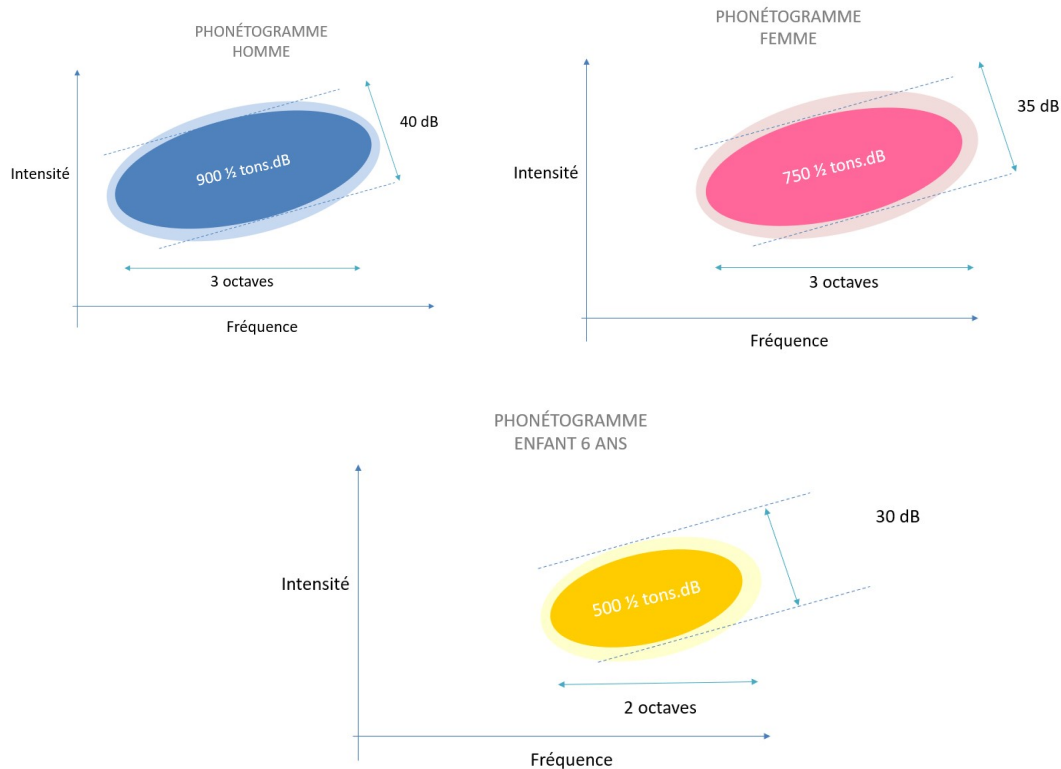 PHONÉTOGRAMME
HOMME
40 dB
Intensité
900 ½ tons.dB
3 octaves
Fréquence
PHONÉTOGRAMME
FEMME
35 dB
Intensité
750 ½ tons.dB
3 octaves
Fréquence
PHONÉTOGRAMME
ENFANT 6 ANS
30 dB
Intensité
500 ½ tons.dB
2 octaves
Fréquence